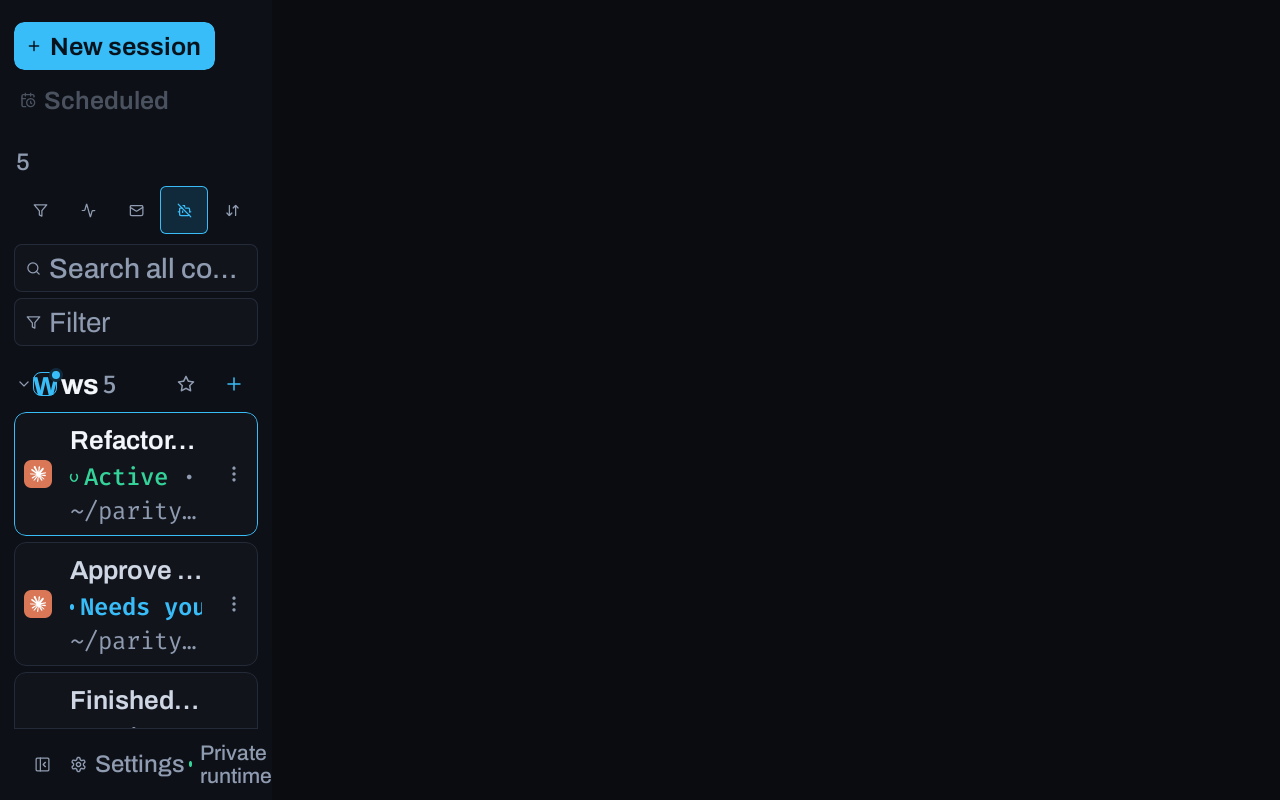 New session
Scheduled
5
Search all co...
Filter
W ws 5
Refactor...
Active •
~/parity...
Approve ...
Needs you
~/parity...
Finished...
Settings
Private
runtime